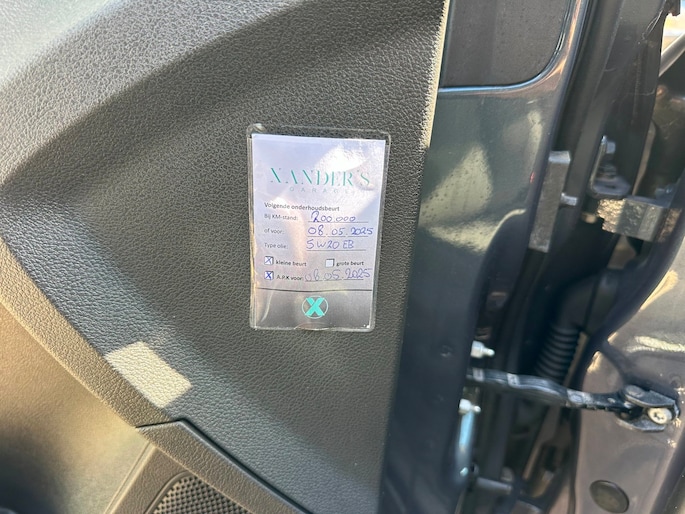 XANDER'S
GARAGE
Volgende onderhoudsbeurt
Bij KM-stand: 200.000
of voor: 08.05.2025
Type olie: 5W20 EB
X kleine beurt grote beurt
X A.P.K voor: 08.05.2025
X